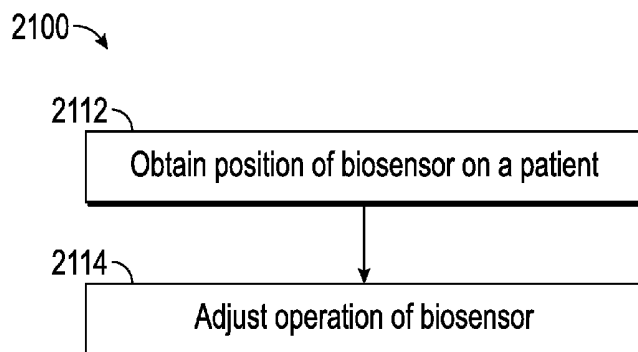 2100
2112
Obtain position of biosensor on a patient
2114
Adjust operation of biosensor